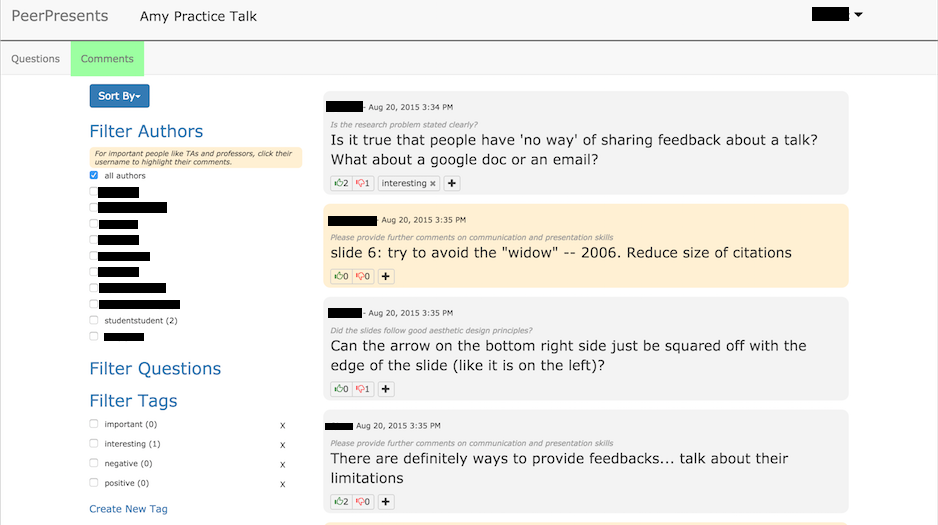 PeerPresents Amy Practice Talk
Questions Comments
Sort By
Filter Authors
For important people like TAs and professors, click their
username to highlight their comments.
all authors
studentstudent (2)
Filter Questions
Filter Tags
important (0) x
interesting (1) x
negative (0) x
positive (0) x
Create New Tag
- Aug 20, 2015 3:34 PM
Is the research problem stated clearly?
Is it true that people have 'no way' of sharing feedback about a talk?
What about a google doc or an email?
2 1 interesting x +
- Aug 20, 2015 3:35 PM
Please provide further comments on communication and presentation skills
slide 6: try to avoid the "widow" -- 2006. Reduce size of citations
0 0 +
- Aug 20, 2015 3:35 PM
Did the slides follow good aesthetic design principles?
Can the arrow on the bottom right side just be squared off with the
edge of the slide (like it is on the left)?
0 1 +
Aug 20, 2015 3:35 PM
Please provide further comments on communication and presentation skills
There are definitely ways to provide feedbacks... talk about their
limitations
2 0 +